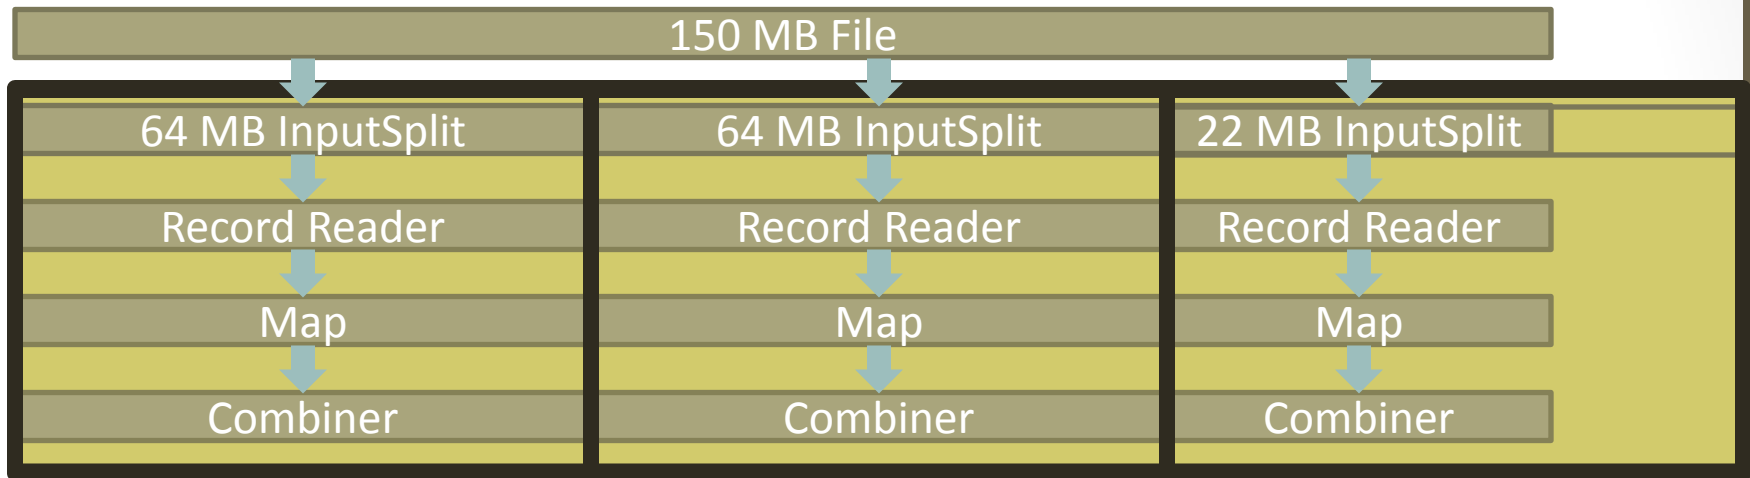 150 MB File
64 MB InputSplit
64 MB InputSplit
22 MB InputSplit
Record Reader
Record Reader
Record Reader
Map
Map
Map
Combiner
Combiner
Combiner